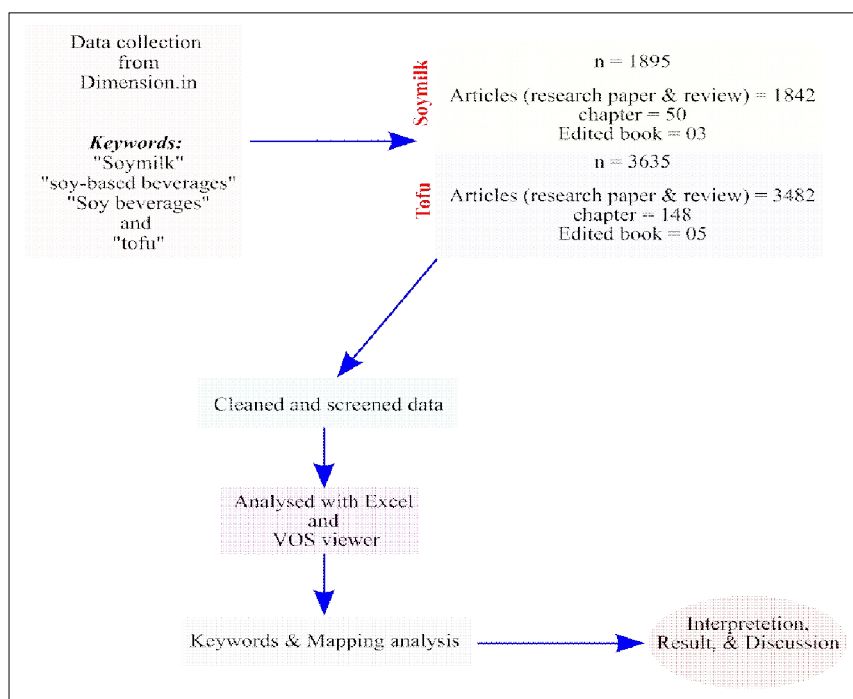 Data collection
from
Dimension.in
Keywords:
"Soymilk"
"soy-based beverages"
"Soy beverages"
and
"tofu"
Soymilk
n = 1895
Articles (research paper & review) = 1842
chapter = 50
Edited book = 03
Tofu
n = 3635
Articles (research paper & review) = 3482
chapter = 148
Edited book = 05
Cleaned and screened data
Analysed with Excel
and
VOS viewer
Keywords & Mapping analysis
Interpretetion,
Result, & Discussion